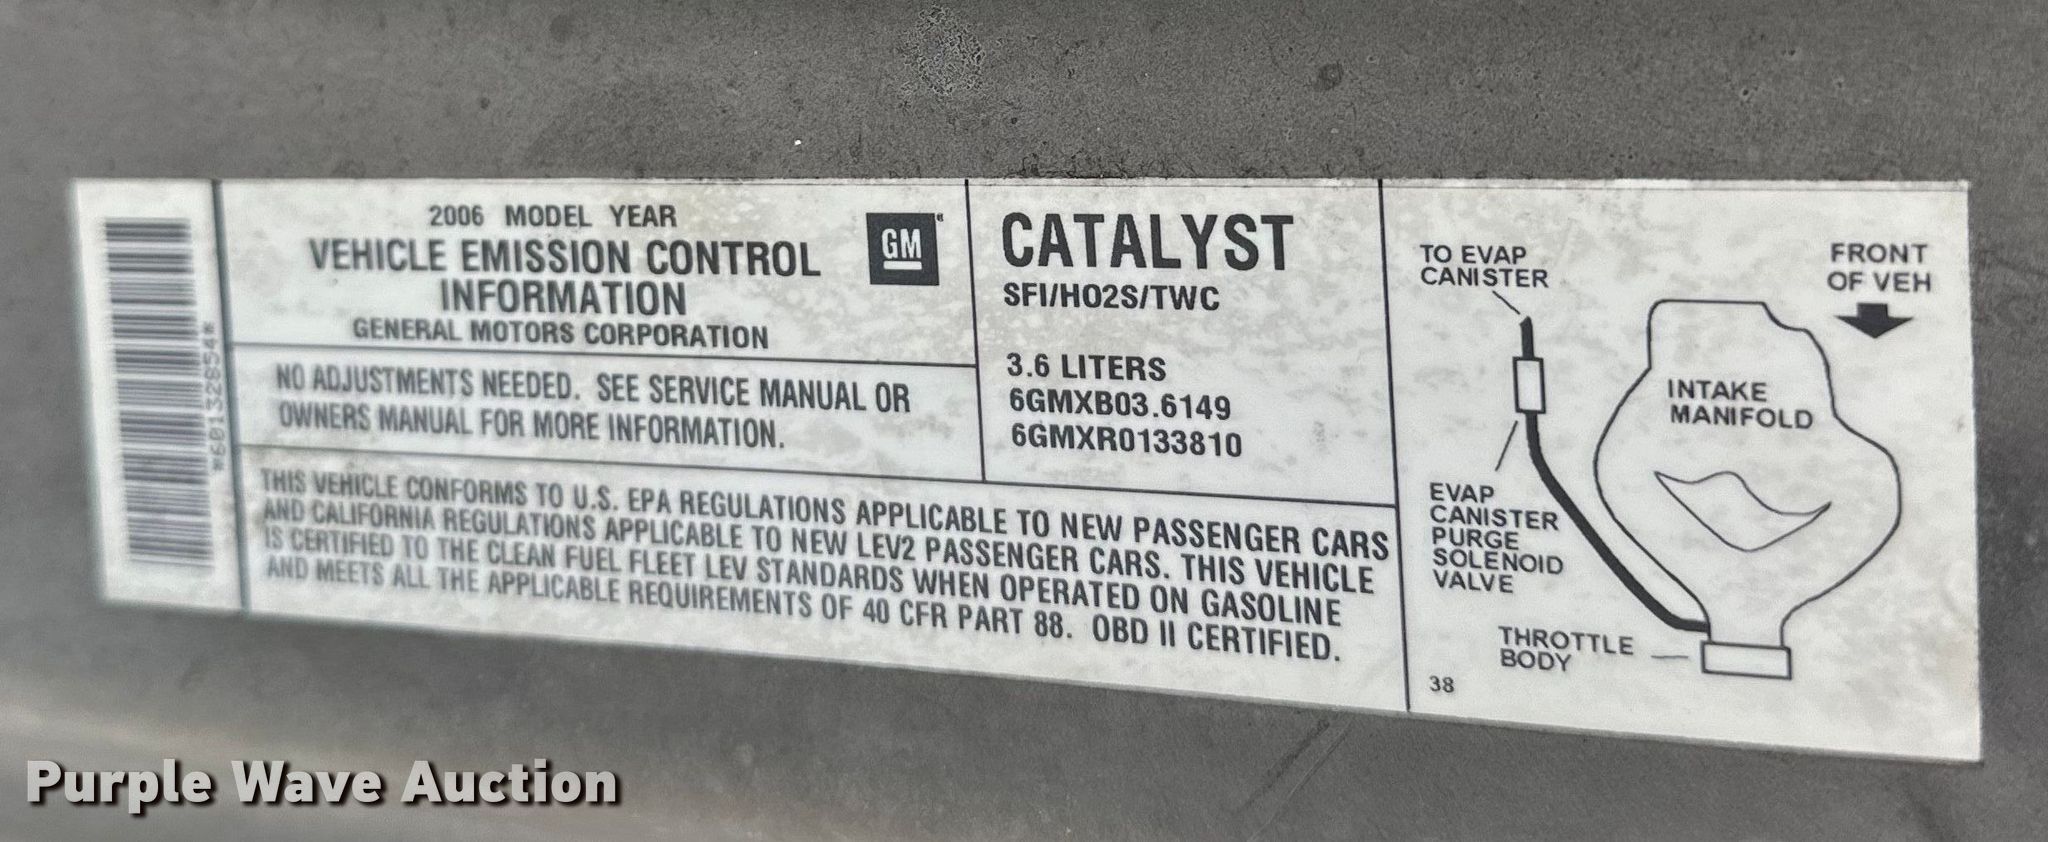 *601328654*
2006 MODEL YEAR
VEHICLE EMISSION CONTROL
INFORMATION
GENERAL MOTORS CORPORATION
GM
NO ADJUSTMENTS NEEDED. SEE SERVICE MANUAL OR
OWNERS MANUAL FOR MORE INFORMATION.
CATALYST
SFI/HO2S/TWC
3.6 LITERS
6GMXB03.6149
6GMXR0133810
THIS VEHICLE CONFORMS TO U.S. EPA REGULATIONS APPLICABLE TO NEW PASSENGER CARS
AND CALIFORNIA REGULATIONS APPLICABLE TO NEW LEV2 PASSENGER CARS. THIS VEHICLE
IS CERTIFIED TO THE CLEAN FUEL FLEET LEV STANDARDS WHEN OPERATED ON GASOLINE
AND MEETS ALL THE APPLICABLE REQUIREMENTS OF 40 CFR PART 88. OBD II CERTIFIED.
TO EVAP
CANISTER
FRONT
OF VEH
INTAKE
MANIFOLD
EVAP
CANISTER
PURGE
SOLENOID
VALVE
THROTTLE
BODY
38
Purple Wave Auction